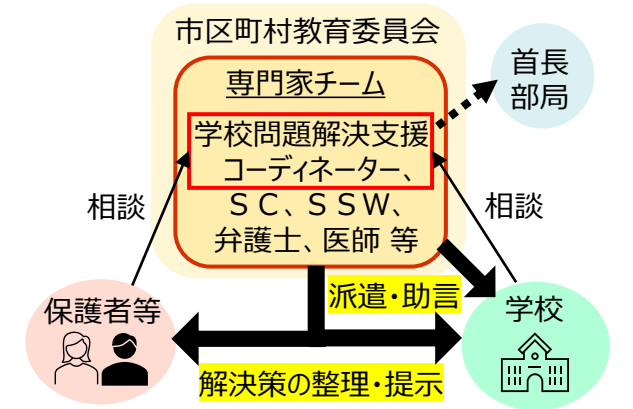 市区町村教育委員会
専門家チーム
学校問題解決支援
コーディネーター、
ＳＣ、ＳＳＷ、
弁護士、医師 等
首長
部局
相談
相談
派遣・助言
保護者等
学校
解決策の整理・提示